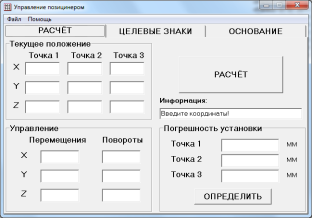 Управление позицинером
Файл Помощь
РАСЧЁТ ЦЕЛЕВЫЕ ЗНАКИ ОСНОВАНИЕ
Текущее положение
Точка 1 Точка 2 Точка 3
X
Y
Z
РАСЧЁТ
Информация:
Введите координаты!
Управление
Перемещения Повороты
X
Y
Z
Погрешность установки
Точка 1 мм
Точка 2 мм
Точка 3 мм
ОПРЕДЕЛИТЬ